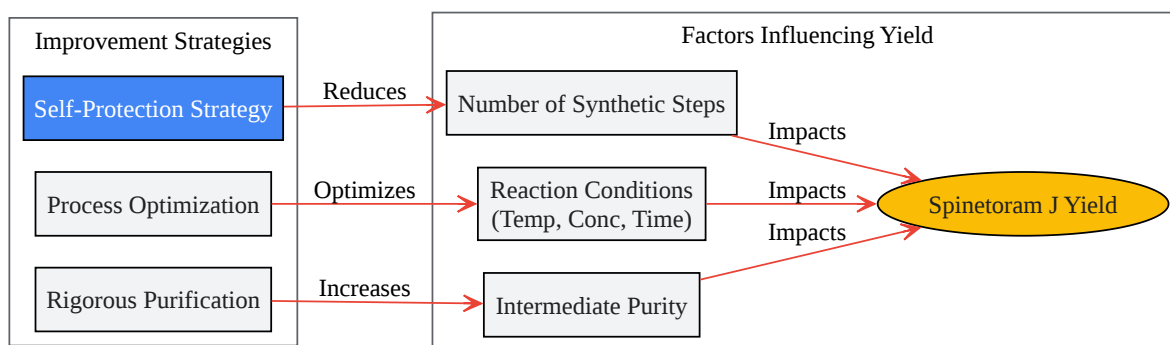 Improvement Strategies
Factors Influencing Yield
Self-Protection Strategy
Reduces
Number of Synthetic Steps
Impacts
Process Optimization
Optimizes
Reaction Conditions
(Temp, Conc, Time)
Impacts
Spinetoram J Yield
Impacts
Rigorous Purification
Increases
Intermediate Purity